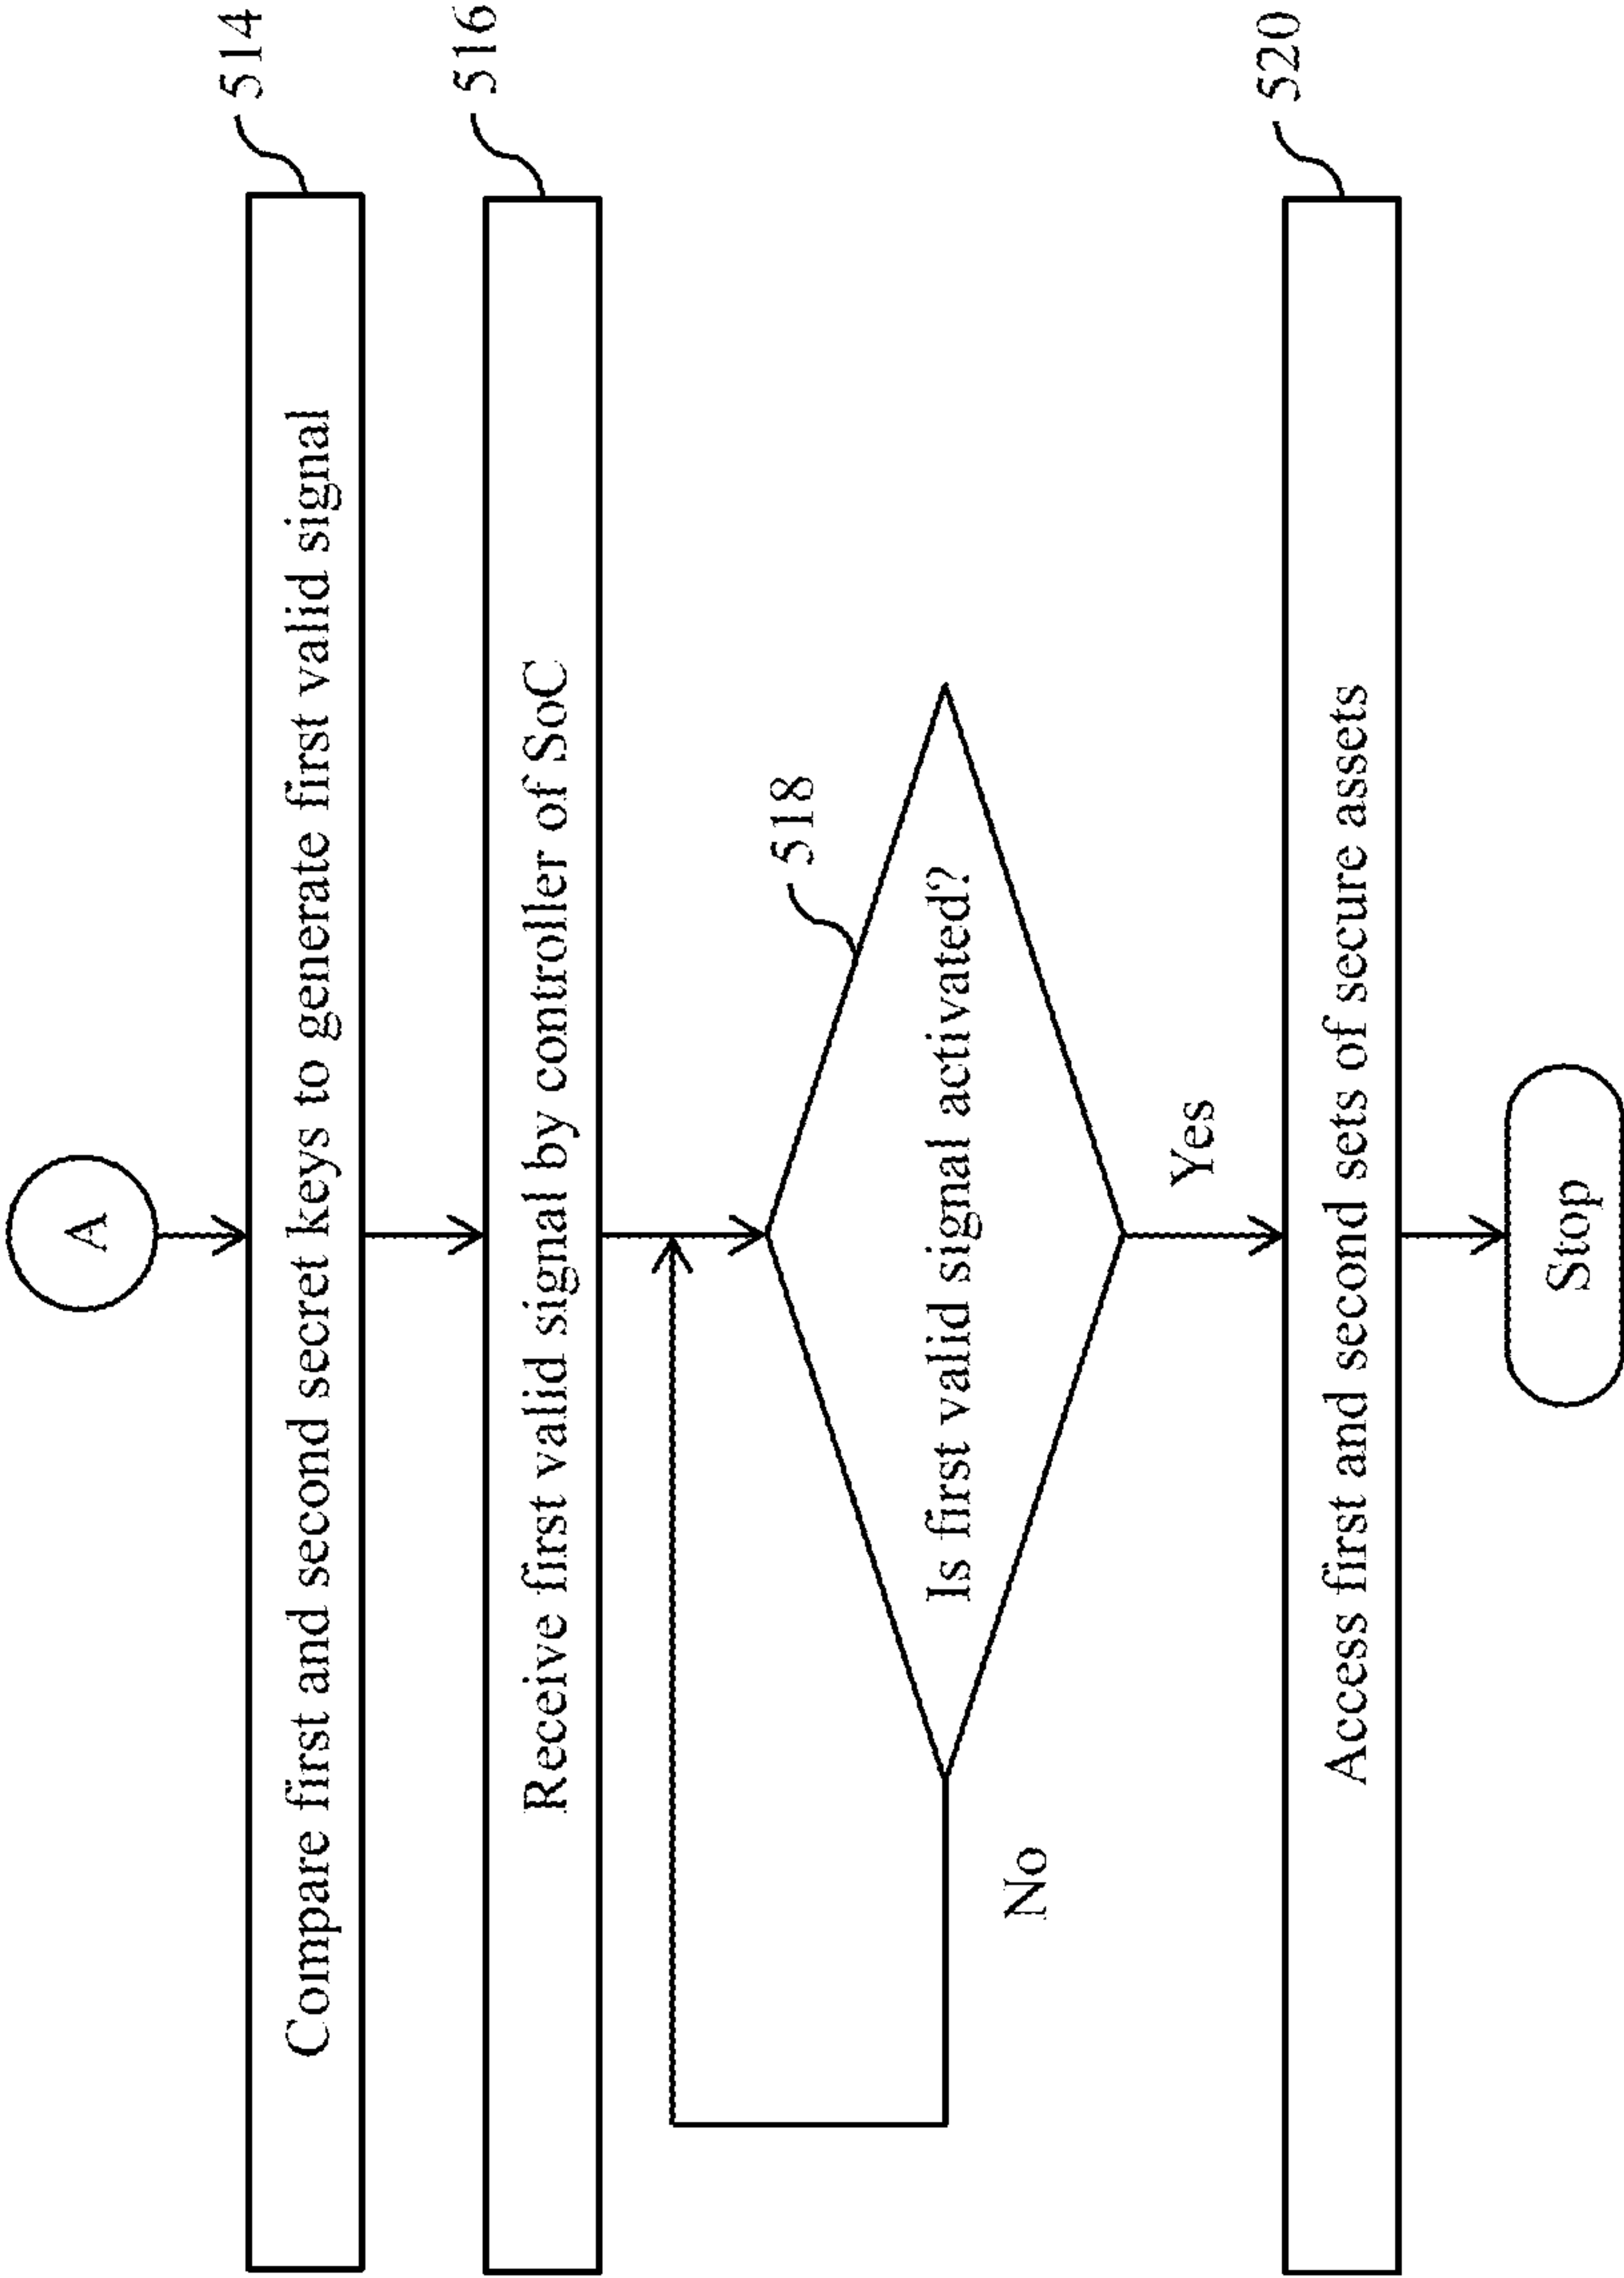 A
514
Compare first and second secret keys to generate first valid signal
516
Receive first valid signal by controller of SoC
518
Is first valid signal activated?
No
Yes
520
Access first and second sets of secure assets
Stop